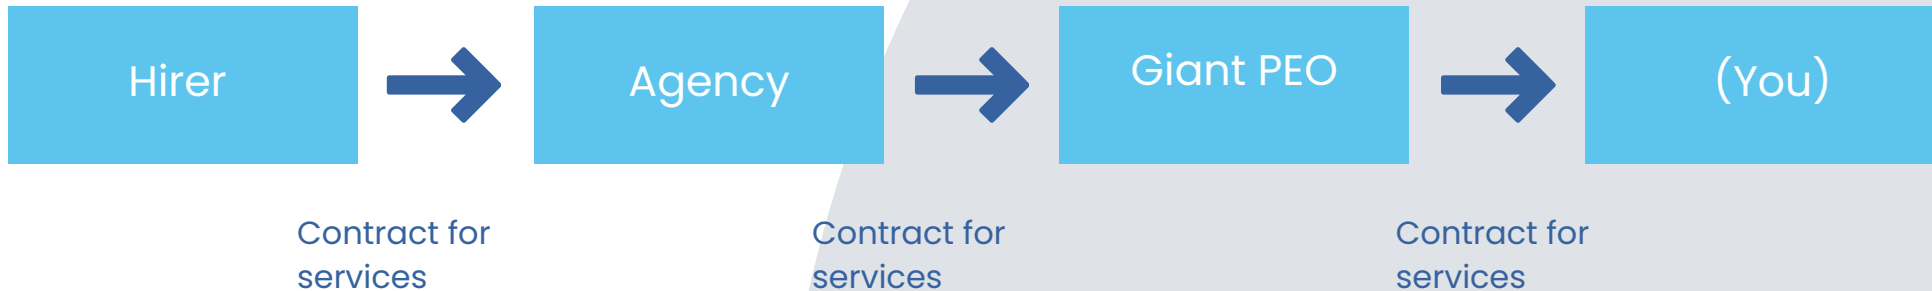 Hirer
Agency
Giant PEO
(You)
Contract for
services
Contract for
services
Contract for
services